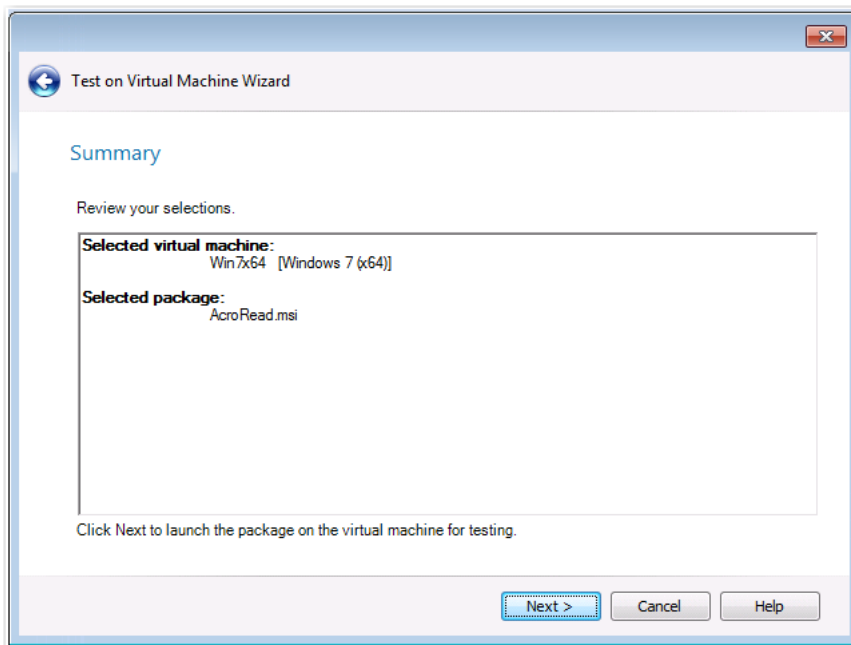 Test on Virtual Machine Wizard
Summary
Review your selections.
Selected virtual machine:
Win7x64 [Windows 7 (x64)]
Selected package:
AcroRead.msi
Click Next to launch the package on the virtual machine for testing.
Next > Cancel Help